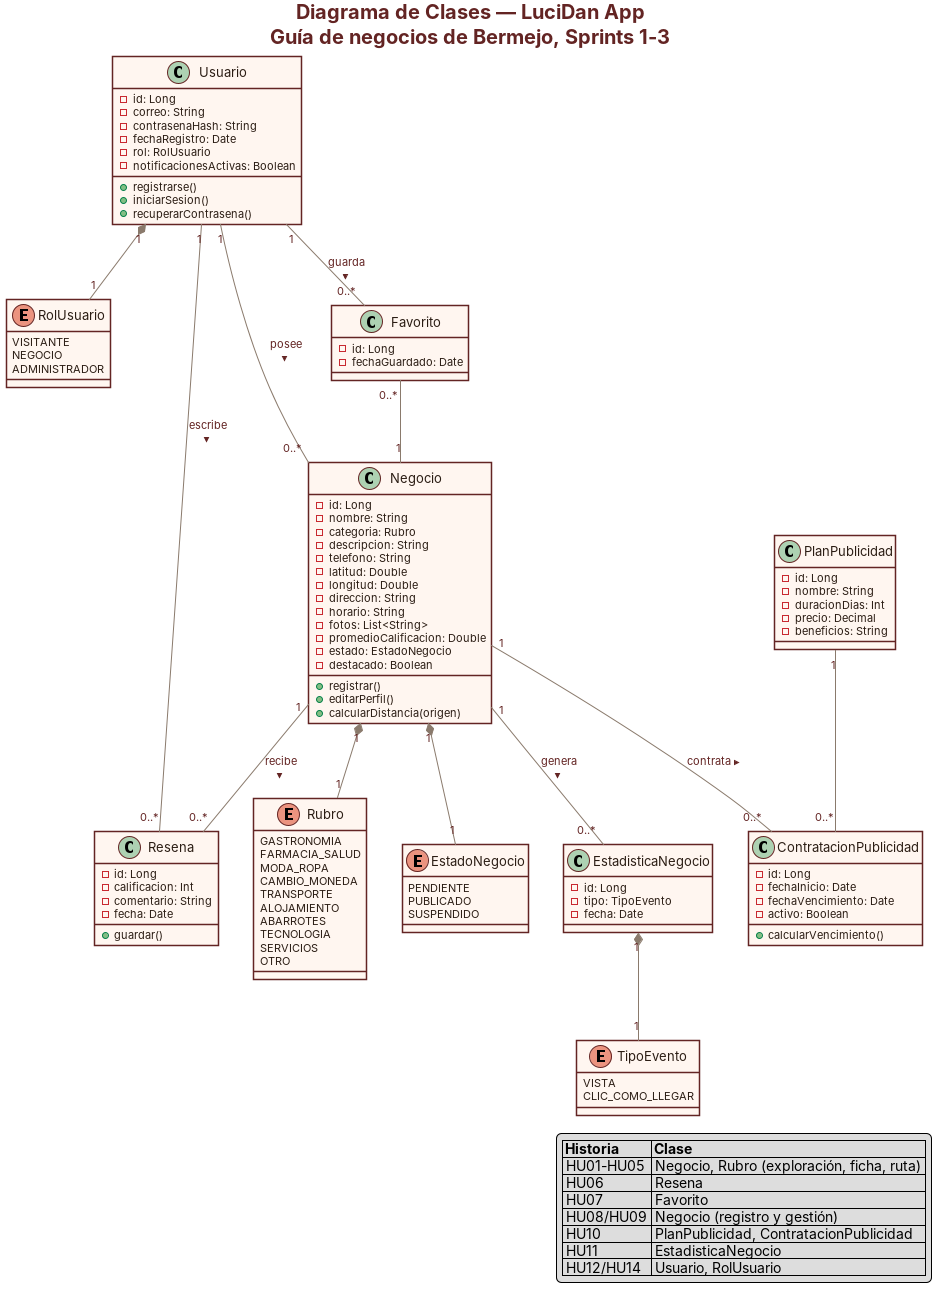 Diagrama de Clases — LuciDan App
Guía de negocios de Bermejo, Sprints 1-3
C Usuario
id: Long
correo: String
contrasenaHash: String
fechaRegistro: Date
rol: RolUsuario
notificacionesActivas: Boolean
registrarse()
iniciarSesion()
recuperarContrasena()
1
1
1
1
guarda
▼
1
0..*
E RolUsuario
VISITANTE
NEGOCIO
ADMINISTRADOR
C Favorito
id: Long
fechaGuardado: Date
posee
▼
0..*
escribe
▼
0..*
1
C Negocio
id: Long
nombre: String
categoria: Rubro
descripcion: String
telefono: String
latitud: Double
longitud: Double
direccion: String
horario: String
fotos: List<String>
promedioCalificacion: Double
estado: EstadoNegocio
destacado: Boolean
registrar()
editarPerfil()
calcularDistancia(origen)
C PlanPublicidad
id: Long
nombre: String
duracionDias: Int
precio: Decimal
beneficios: String
1
1
1
1
1
1
recibe
▼
genera
▼
contrata ►
1
0..*
0..*
1
0..*
0..*
0..*
C Resena
id: Long
calificacion: Int
comentario: String
fecha: Date
guardar()
E Rubro
GASTRONOMIA
FARMACIA_SALUD
MODA_ROPA
CAMBIO_MONEDA
TRANSPORTE
ALOJAMIENTO
ABARROTES
TECNOLOGIA
SERVICIOS
OTRO
E EstadoNegocio
PENDIENTE
PUBLICADO
SUSPENDIDO
C EstadisticaNegocio
id: Long
tipo: TipoEvento
fecha: Date
C ContratacionPublicidad
id: Long
fechaInicio: Date
fechaVencimiento: Date
activo: Boolean
calcularVencimiento()
1
1
E TipoEvento
VISTA
CLIC_COMO_LLEGAR
Historia Clase
HU01-HU05 Negocio, Rubro (exploración, ficha, ruta)
HU06 Resena
HU07 Favorito
HU08/HU09 Negocio (registro y gestión)
HU10 PlanPublicidad, ContratacionPublicidad
HU11 EstadisticaNegocio
HU12/HU14 Usuario, RolUsuario